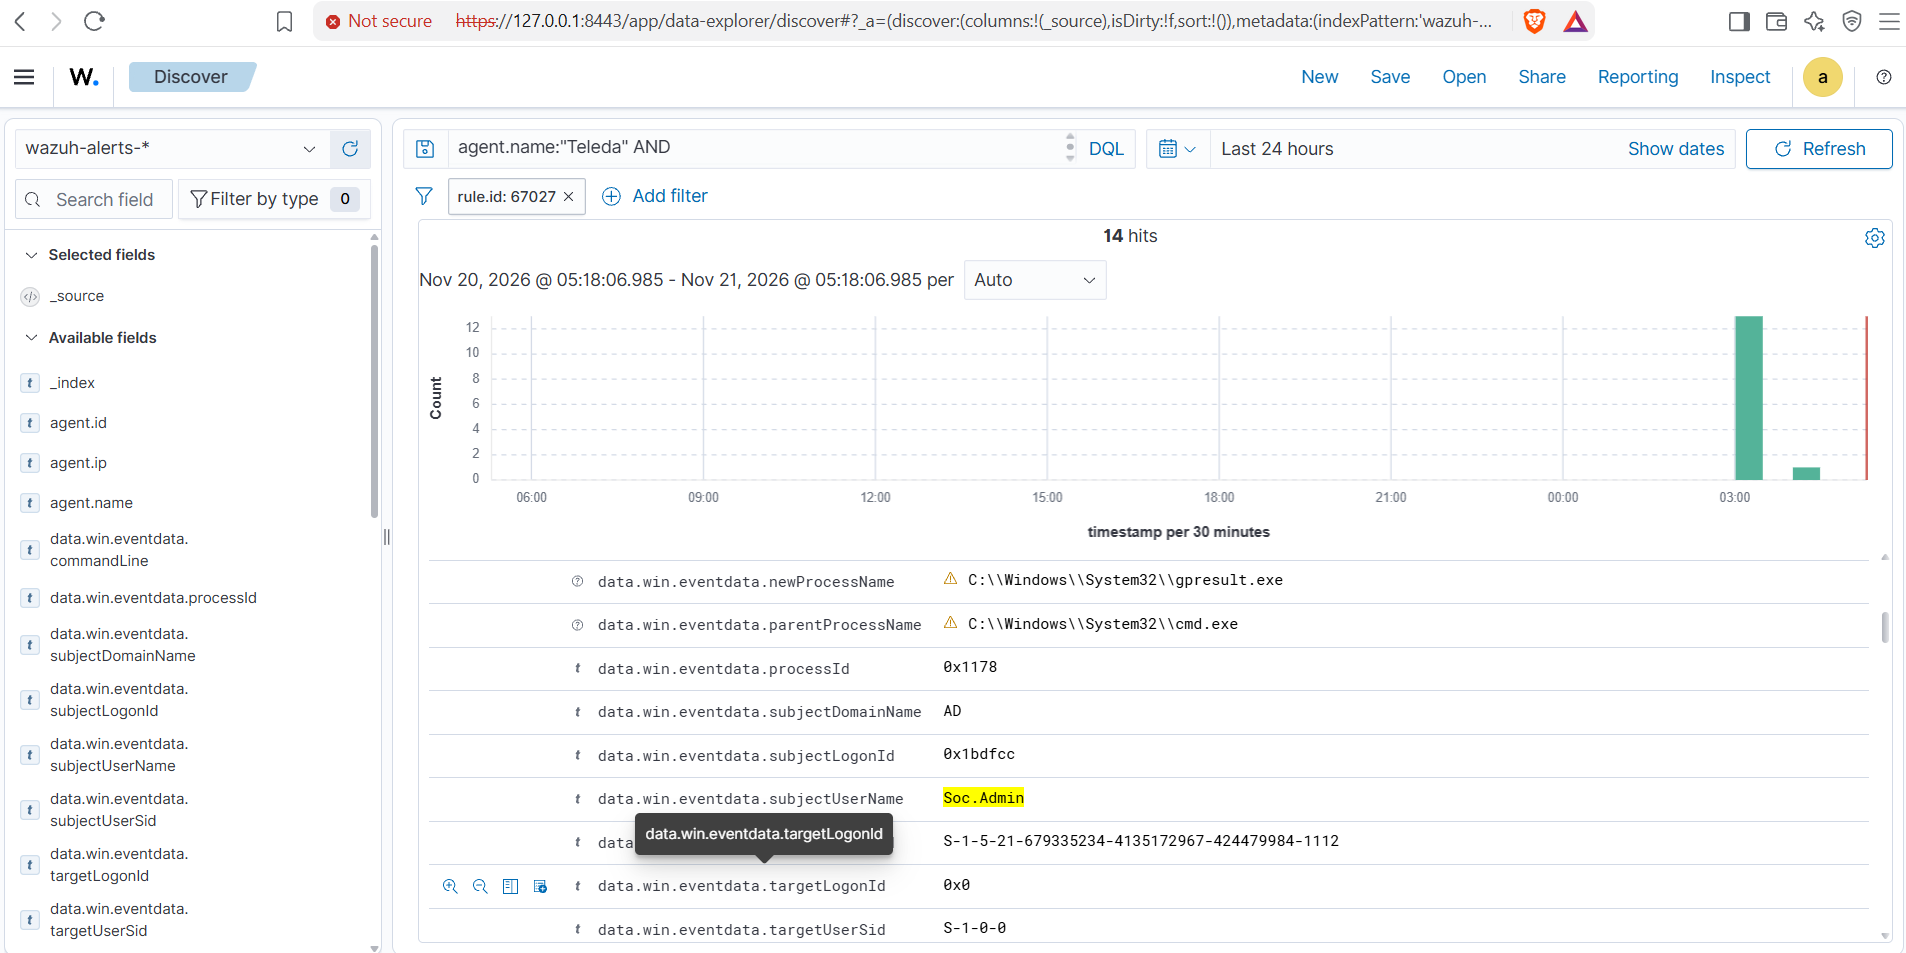 Not secure https://127.0.0.1:8443/app/data-explorer/discover#?_a=(discover:(columns:!(_source),isDirty:!f,sort:!()),metadata:(indexPattern:'wazuh-...
W. Discover New Save Open Share Reporting Inspect a
wazuh-alerts-*
agent.name:"Teleda" AND DQL Last 24 hours Show dates Refresh
Search field Filter by type 0
rule.id: 67027 × Add filter
Selected fields
_source
Available fields
_index
agent.id
agent.ip
agent.name
data.win.eventdata.
commandLine
data.win.eventdata.processId
data.win.eventdata.
subjectDomainName
data.win.eventdata.
subjectLogonId
data.win.eventdata.
subjectUserName
data.win.eventdata.
subjectUserSid
data.win.eventdata.
targetLogonId
data.win.eventdata.
targetUserSid
14 hits
Nov 20, 2026 @ 05:18:06.985 - Nov 21, 2026 @ 05:18:06.985 per Auto
Count
12
10
8
6
4
2
0
06:00 09:00 12:00 15:00 18:00 21:00 00:00 03:00
timestamp per 30 minutes
data.win.eventdata.newProcessName C:\\Windows\\System32\\gpresult.exe
data.win.eventdata.parentProcessName C:\\Windows\\System32\\cmd.exe
t data.win.eventdata.processId 0x1178
t data.win.eventdata.subjectDomainName AD
t data.win.eventdata.subjectLogonId 0x1bdfcc
t data.win.eventdata.subjectUserName Soc.Admin
data.win.eventdata.targetLogonId
t data S-1-5-21-679335234-4135172967-424479984-1112
t data.win.eventdata.targetLogonId 0x0
t data.win.eventdata.targetUserSid S-1-0-0